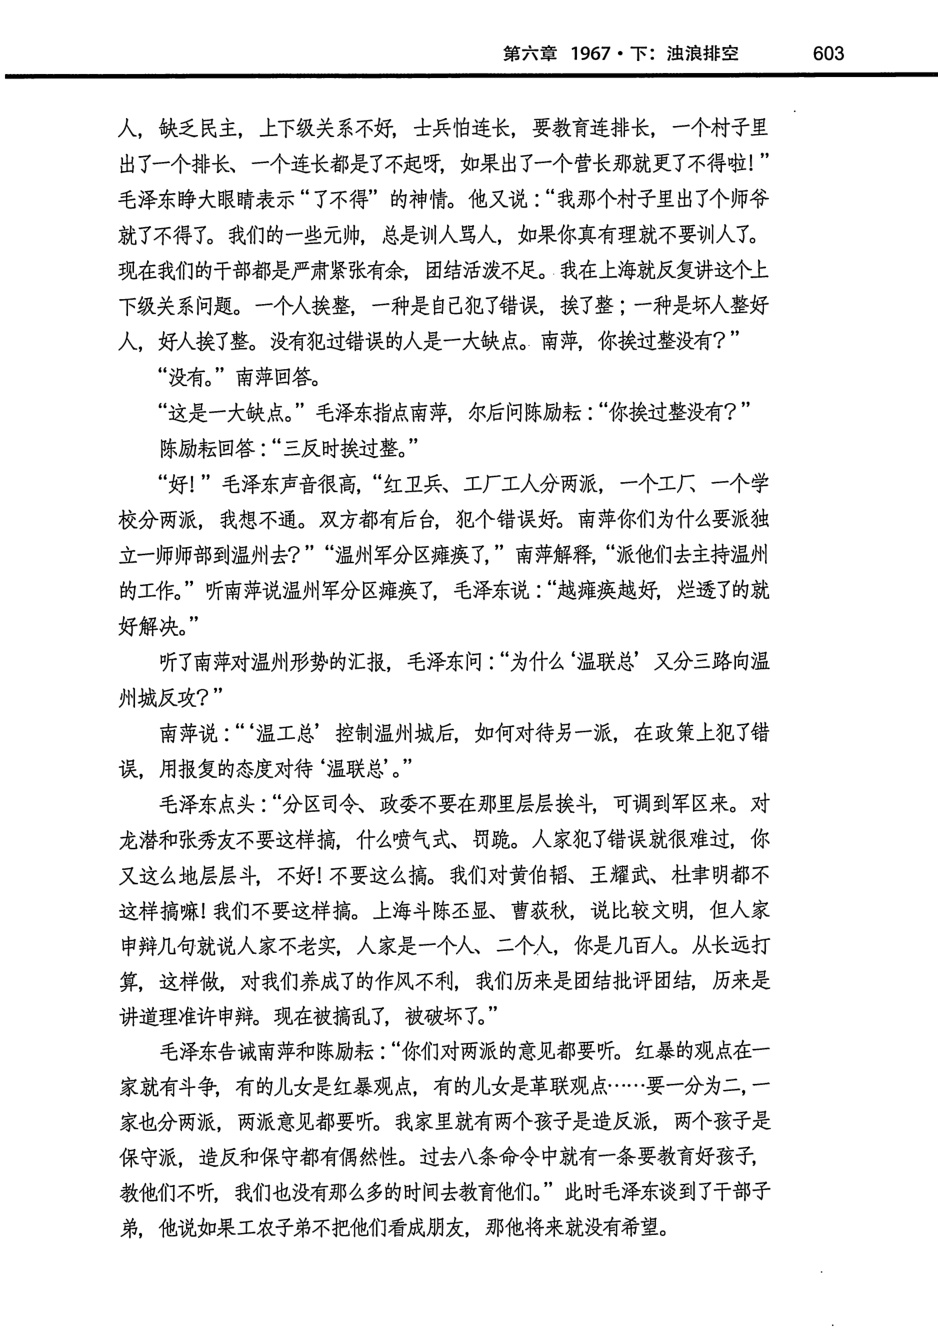 第六章 1967·下：浊浪排空 603
人，缺乏民主，上下级关系不好，士兵怕连长，要教育连排长，一个村子里
出了一个排长、一个连长都是了不起呀，如果出了一个营长那就更了不得啦！”
毛泽东睁大眼睛表示“了不得”的神情。他又说：“我那个村子里出了个师爷
就了不得了。我们的一些元帅，总是训人骂人，如果你真有理就不要训人了。
现在我们的干部都是严肃紧张有余，团结活泼不足。我在上海就反复讲这个上
下级关系问题。一个人挨整，一种是自己犯了错误，挨了整；一种是坏人整好
人，好人挨了整。没有犯过错误的人是一大缺点。南萍，你挨过整没有？”
“没有。”南萍回答。
“这是一大缺点。”毛泽东指点南萍，尔后问陈励耘：“你挨过整没有？”
陈励耘回答：“三反时挨过整。”
“好！”毛泽东声音很高，“红卫兵、工厂工人分两派，一个工厂、一个学
校分两派，我想不通。双方都有后台，犯个错误好。南萍你们为什么要派独
立一师师部到温州去？”“温州军分区瘫痪了，”南萍解释，“派他们去主持温州
的工作。”听南萍说温州军分区瘫痪了，毛泽东说：“越瘫痪越好，烂透了的就
好解决。”
听了南萍对温州形势的汇报，毛泽东问：“为什么‘温联总’又分三路向温
州城反攻？”
南萍说：“‘温工总’控制温州城后，如何对待另一派，在政策上犯了错
误，用报复的态度对待‘温联总’。”
毛泽东点头：“分区司令、政委不要在那里层层挨斗，可调到军区来。对
龙潜和张秀友不要这样搞，什么喷气式、罚跪。人家犯了错误就很难过，你
又这么地层层斗，不好！不要这么搞。我们对黄伯韬、王耀武、杜聿明都不
这样搞嘛！我们不要这样搞。上海斗陈丕显、曹荻秋，说比较文明，但人家
申辩几句就说人家不老实，人家是一个人、二个人，你是几百人。从长远打
算，这样做，对我们养成了的作风不利，我们历来是团结批评团结，历来是
讲道理准许申辩。现在被搞乱了，被破坏了。”
毛泽东告诫南萍和陈励耘：“你们对两派的意见都要听。红暴的观点在一
家就有斗争，有的儿女是红暴观点，有的儿女是革联观点……要一分为二，一
家也分两派，两派意见都要听。我家里就有两个孩子是造反派，两个孩子是
保守派，造反和保守都有偶然性。过去八条命令中就有一条要教育好孩子，
教他们不听，我们也没有那么多的时间去教育他们。”此时毛泽东谈到了干部子
弟，他说如果工农子弟不把他们看成朋友，那他将来就没有希望。